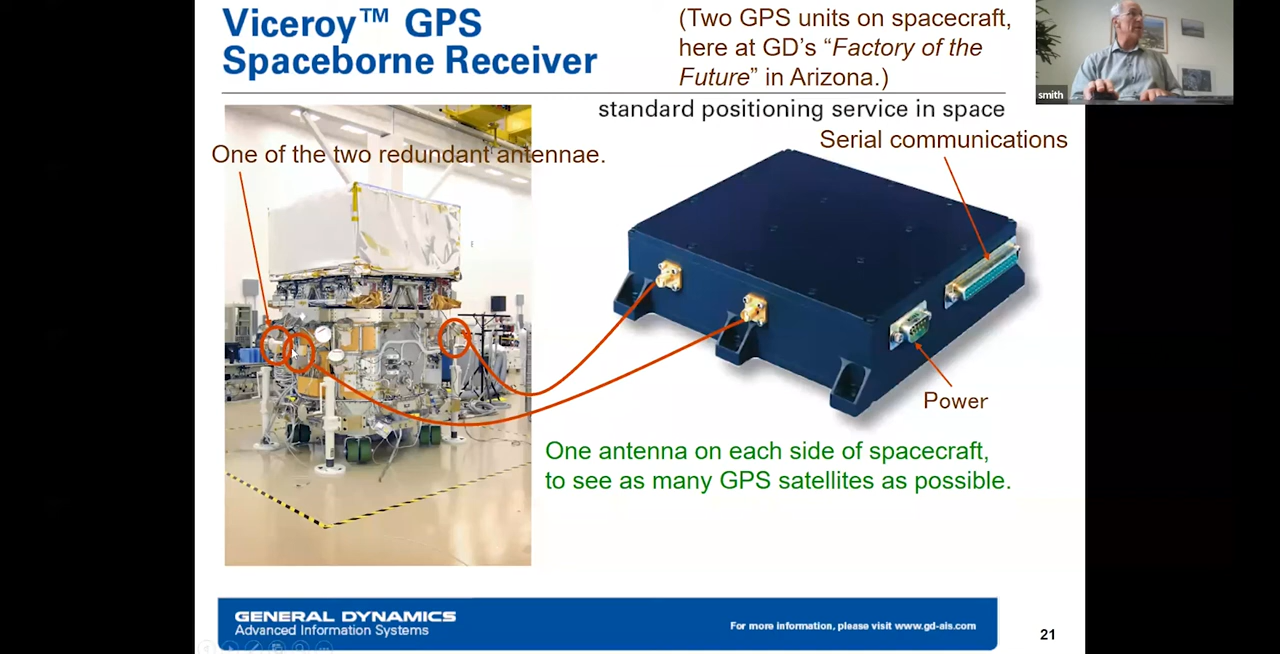 Viceroy™ GPS
Spaceborne Receiver
(Two GPS units on spacecraft,
here at GD's “Factory of the
Future” in Arizona.)
smith
standard positioning service in space
Serial communications
One of the two redundant antennae.
Power
One antenna on each side of spacecraft,
to see as many GPS satellites as possible.
GENERAL DYNAMICS
Advanced Information Systems
For more information, please visit www.gd-ais.com
21